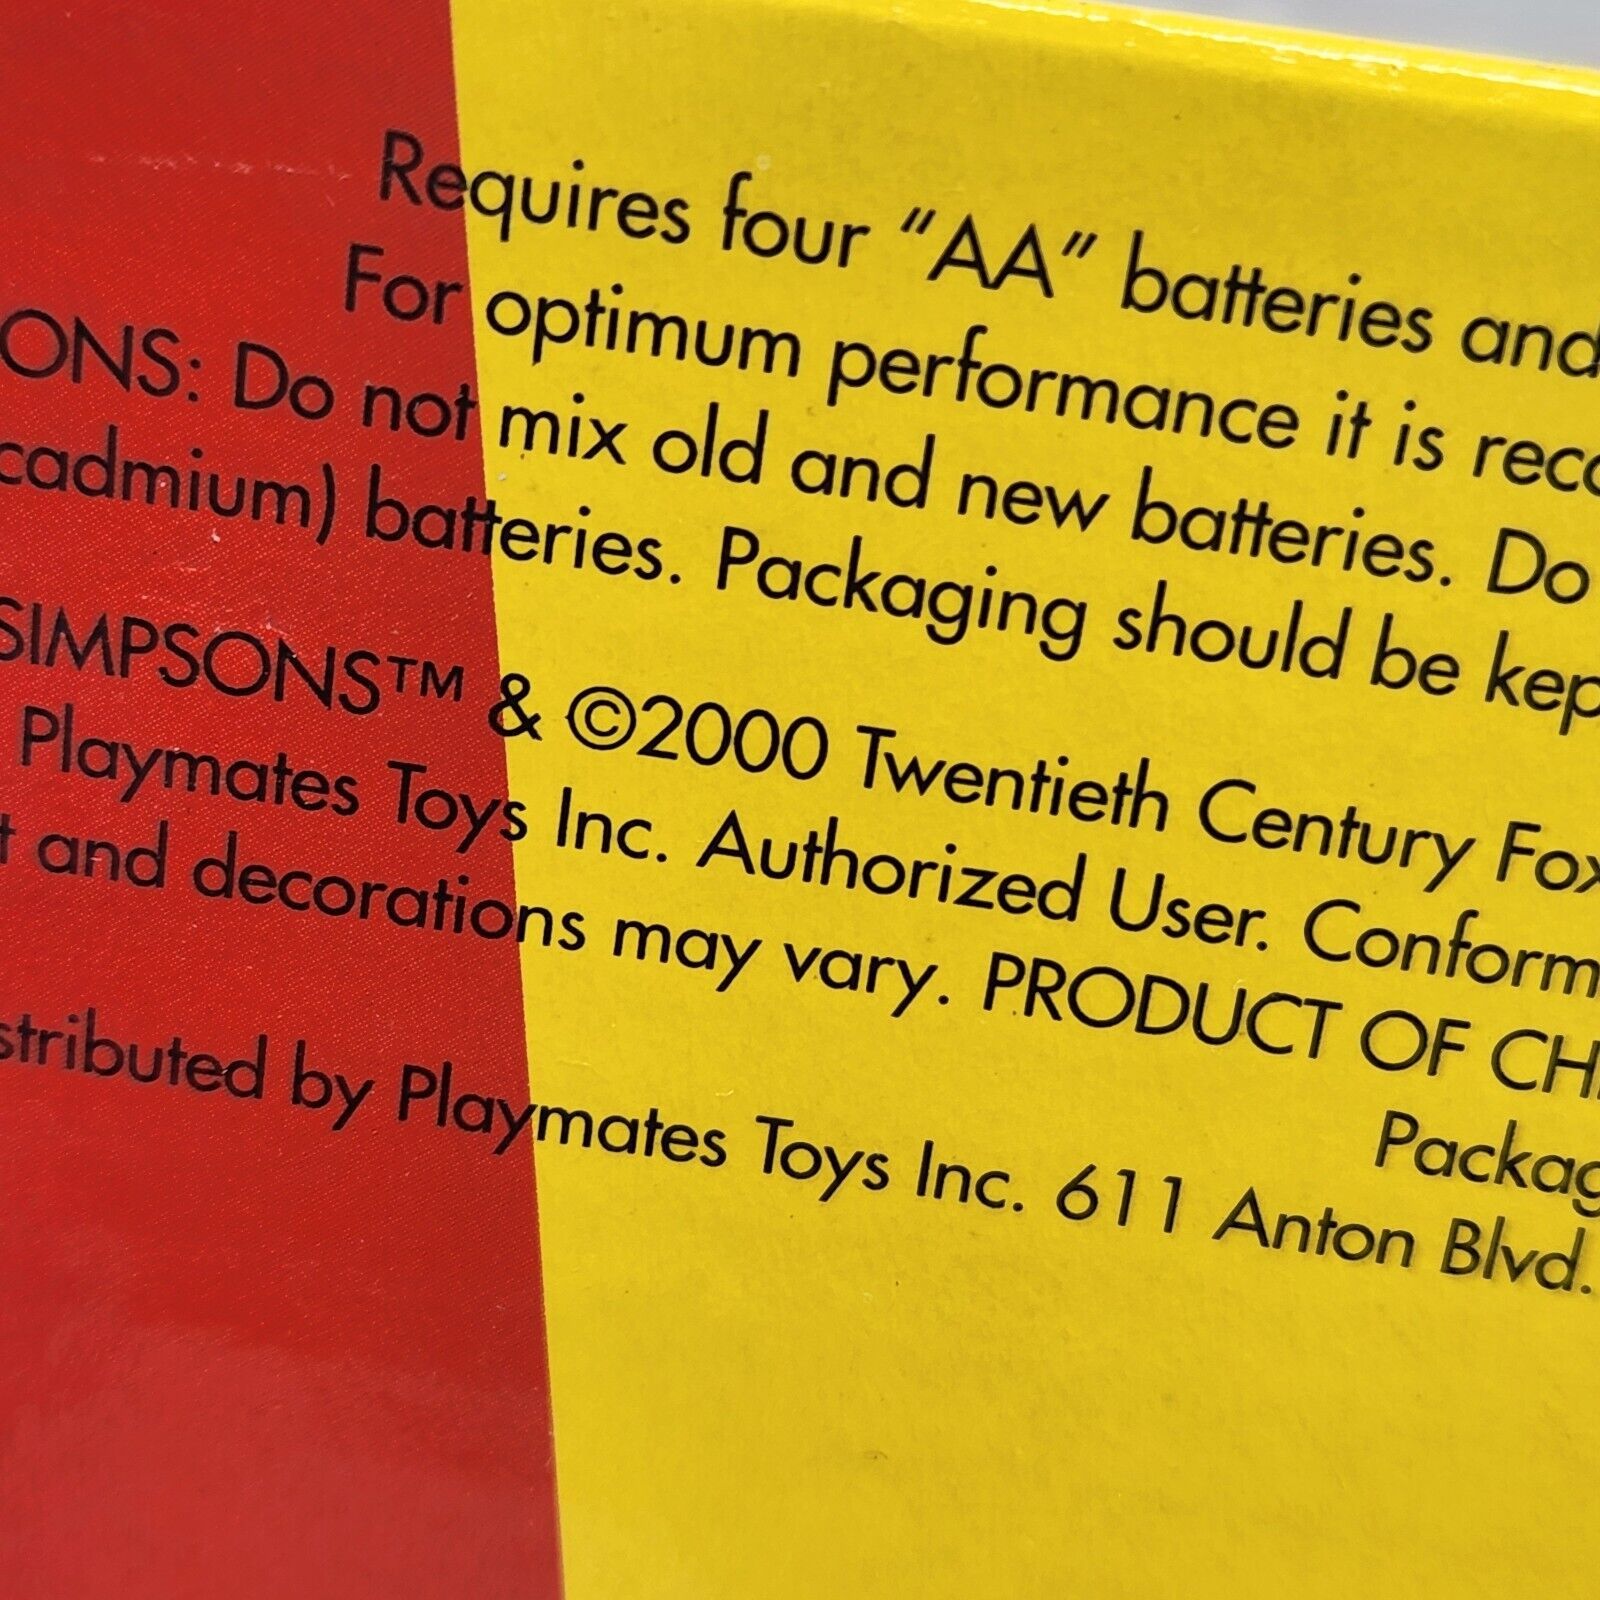 Requires four “AA” batteries and
For optimum performance it is reco
ONS: Do not mix old and new batteries. Do
cadmium) batteries. Packaging should be kep
SIMPSONS™ & ©2000 Twentieth Century Fox
Playmates Toys Inc. Authorized User. Conform
t and decorations may vary. PRODUCT OF CHI
Packag
stributed by Playmates Toys Inc. 611 Anton Blvd.